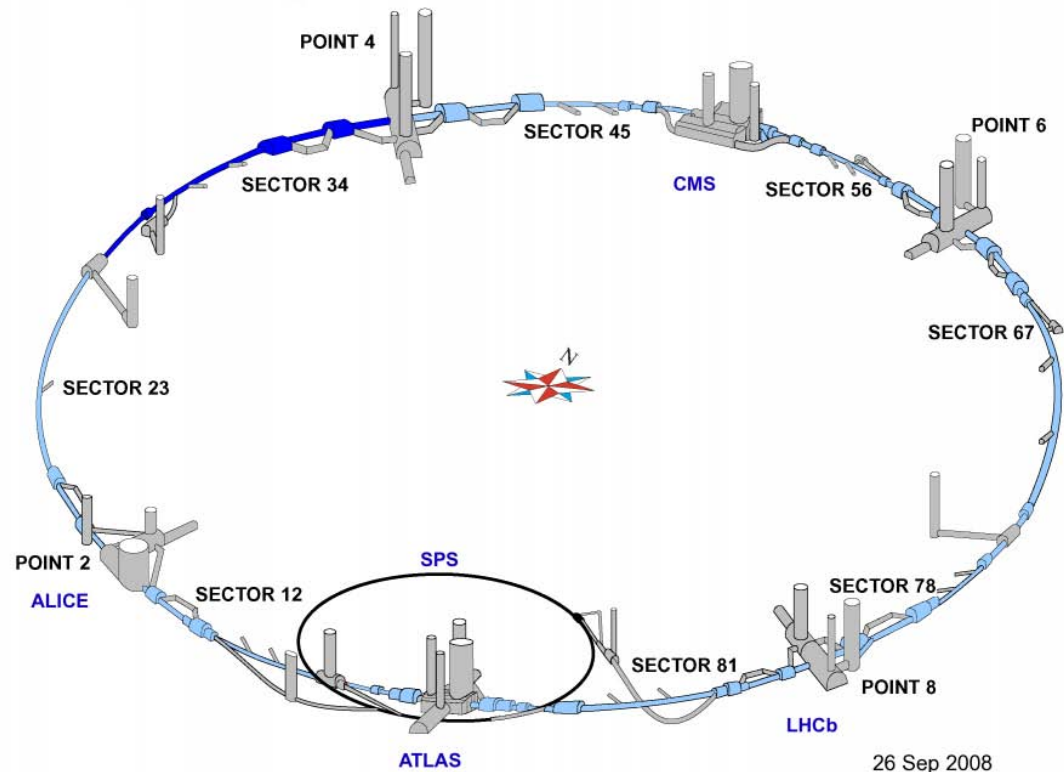 POINT 4
SECTOR 45
POINT 6
SECTOR 34
CMS
SECTOR 56
N
SECTOR 67
SECTOR 23
POINT 2
ALICE
SPS
SECTOR 12
SECTOR 78
SECTOR 81
POINT 8
LHCb
ATLAS
26 Sep 2008